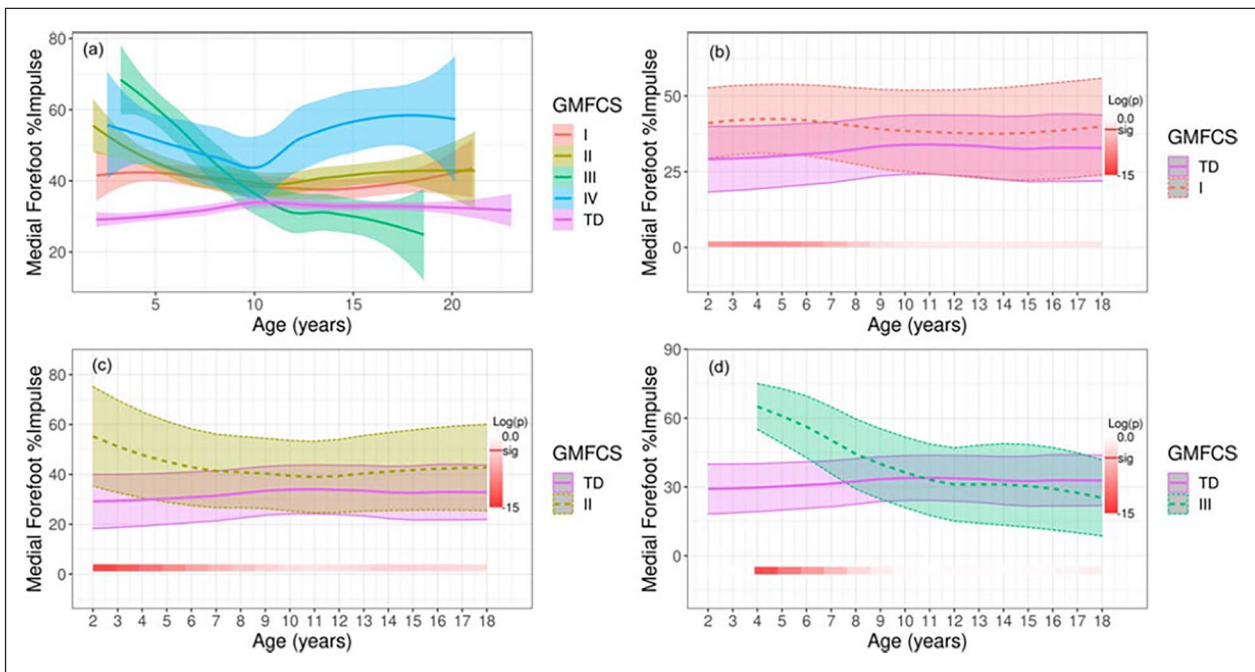 (a)
80
60
40
20
Medial Forefoot %Impulse
5 10 15 20
Age (years)
GMFCS
I
II
III
IV
TD
(b)
50
25
0
Medial Forefoot %Impulse
2 3 4 5 6 7 8 9 10 11 12 13 14 15 16 17 18
Age (years)
Log(p)
0.0
sig
-15
GMFCS
TD
I
(c)
80
60
40
20
0
Medial Forefoot %Impulse
2 3 4 5 6 7 8 9 10 11 12 13 14 15 16 17 18
Age (years)
Log(p)
0.0
sig
-15
GMFCS
TD
II
(d)
90
60
30
0
Medial Forefoot %Impulse
2 3 4 5 6 7 8 9 10 11 12 13 14 15 16 17 18
Age (years)
Log(p)
0.0
sig
-15
GMFCS
TD
III